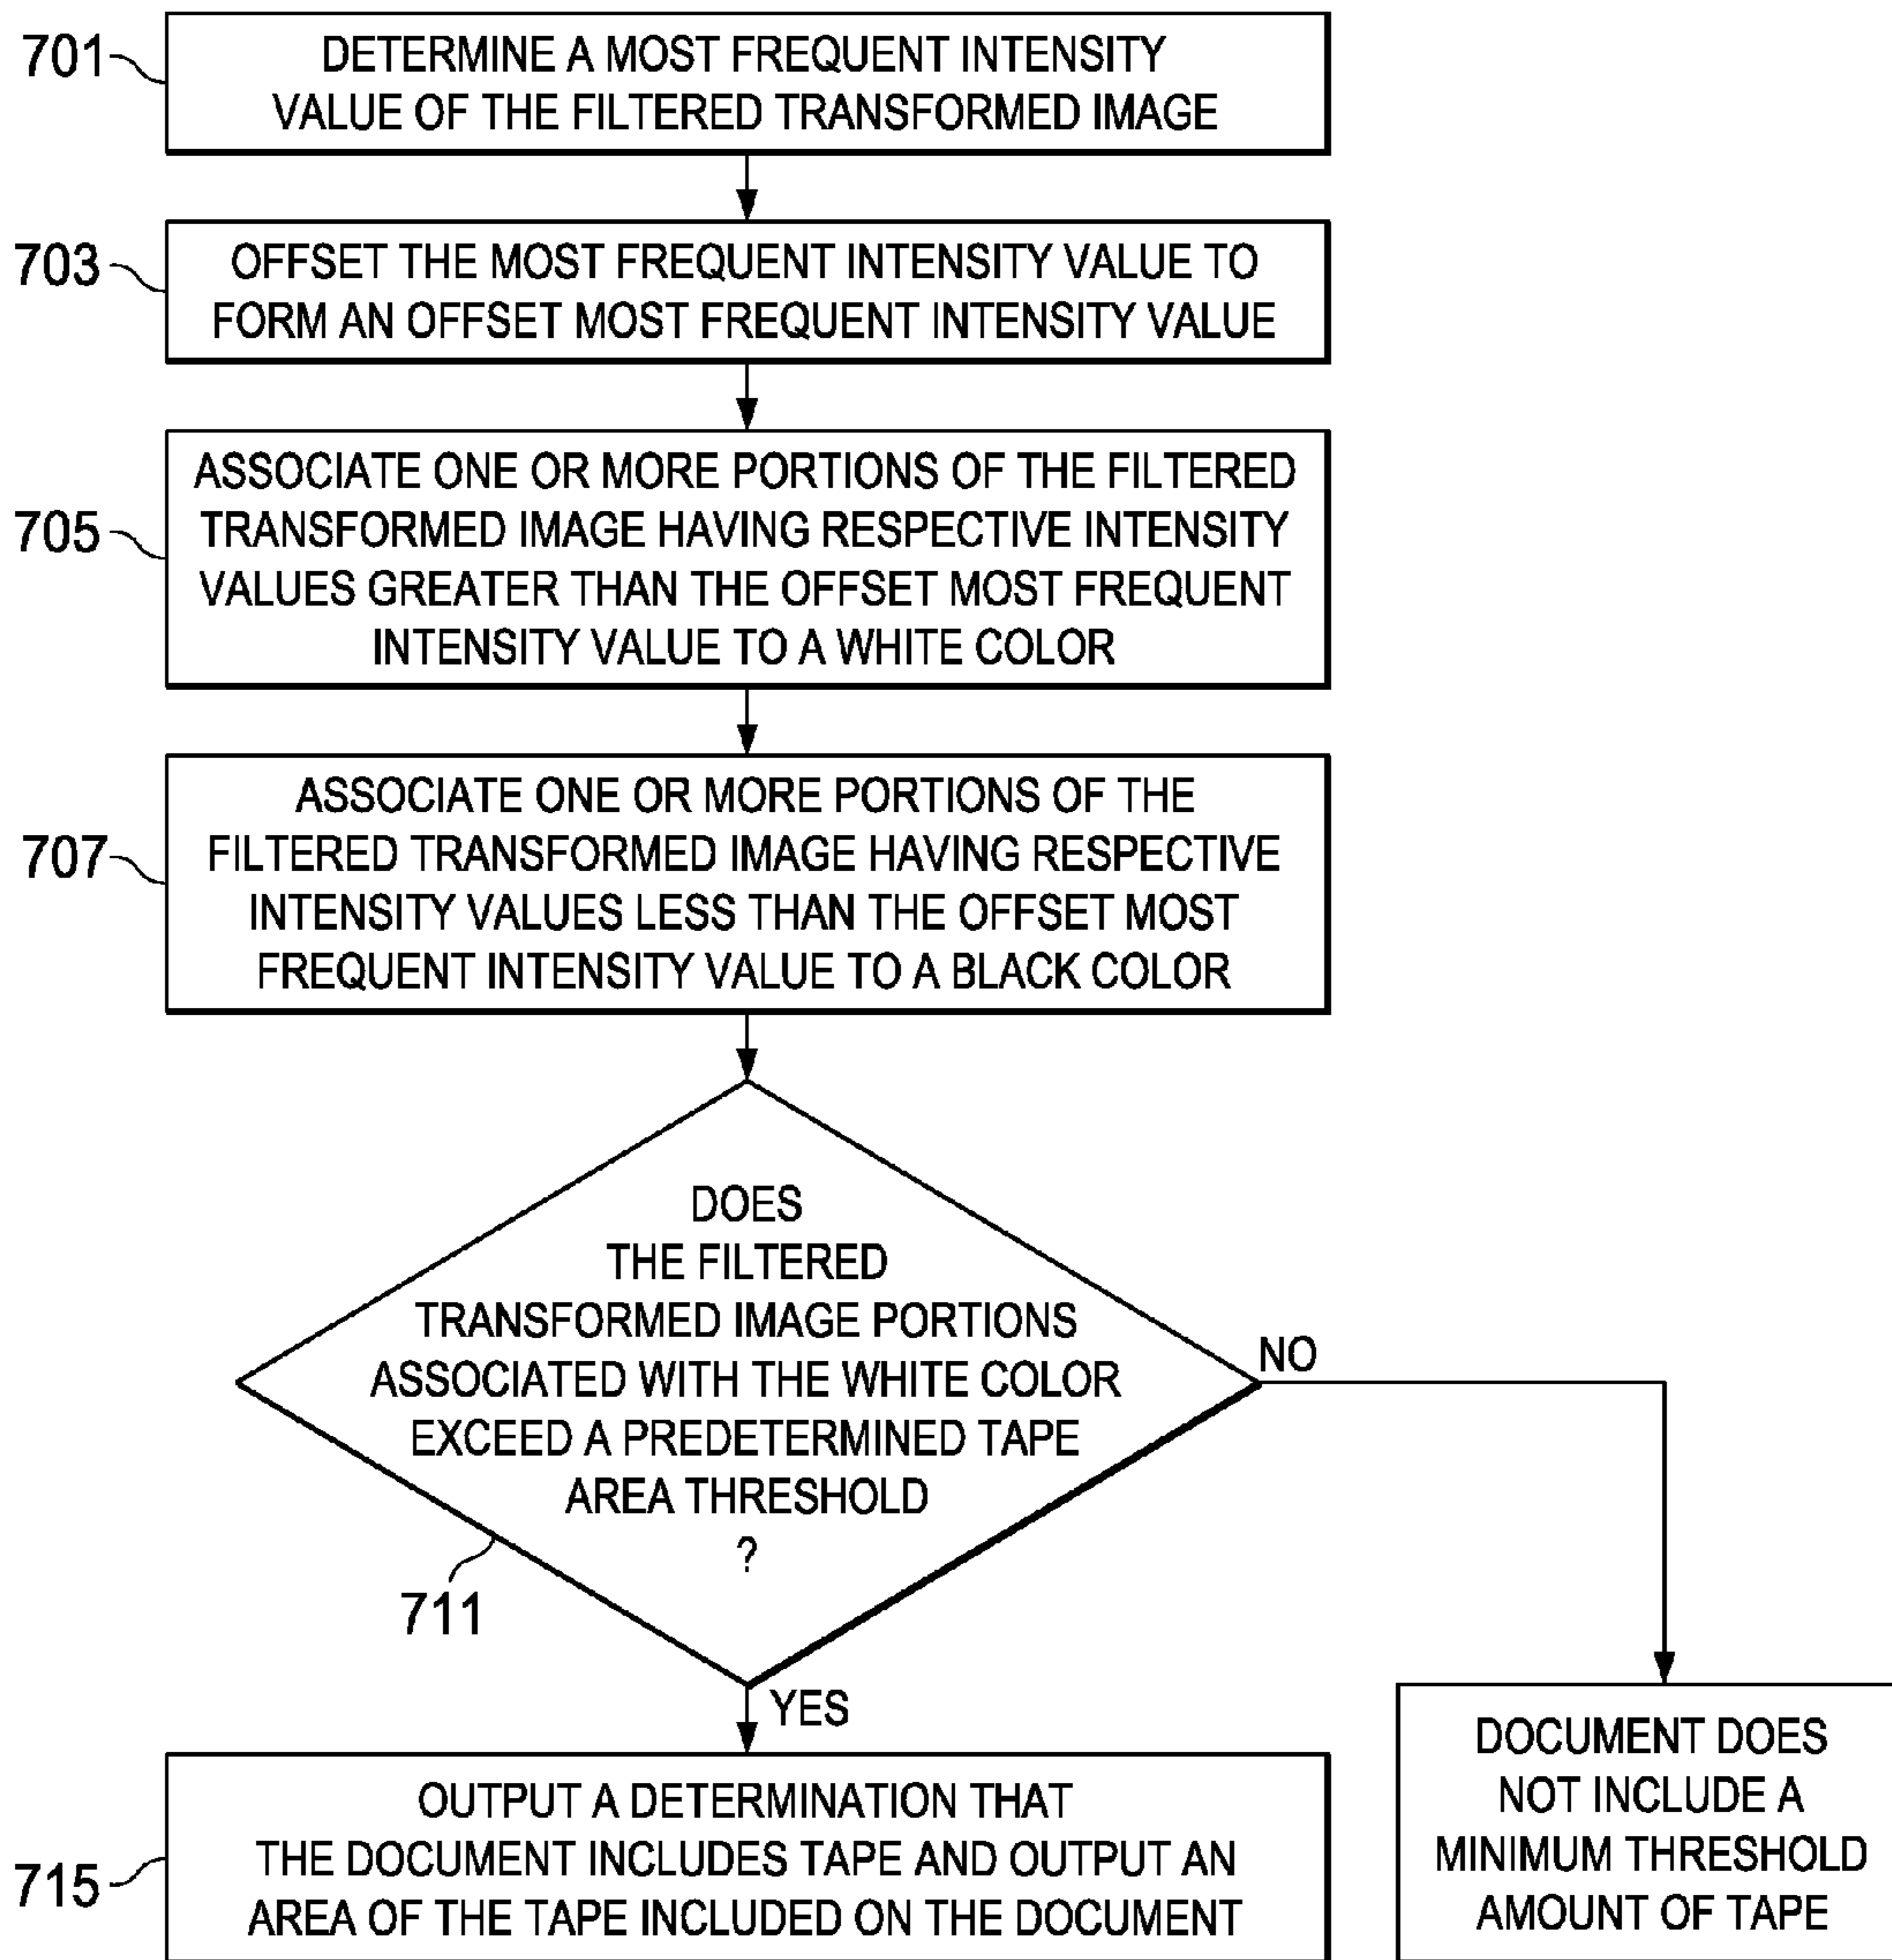 701
DETERMINE A MOST FREQUENT INTENSITY
VALUE OF THE FILTERED TRANSFORMED IMAGE
703
OFFSET THE MOST FREQUENT INTENSITY VALUE TO
FORM AN OFFSET MOST FREQUENT INTENSITY VALUE
705
ASSOCIATE ONE OR MORE PORTIONS OF THE FILTERED
TRANSFORMED IMAGE HAVING RESPECTIVE INTENSITY
VALUES GREATER THAN THE OFFSET MOST FREQUENT
INTENSITY VALUE TO A WHITE COLOR
707
ASSOCIATE ONE OR MORE PORTIONS OF THE
FILTERED TRANSFORMED IMAGE HAVING RESPECTIVE
INTENSITY VALUES LESS THAN THE OFFSET MOST
FREQUENT INTENSITY VALUE TO A BLACK COLOR
DOES
THE FILTERED
TRANSFORMED IMAGE PORTIONS
ASSOCIATED WITH THE WHITE COLOR
EXCEED A PREDETERMINED TAPE
AREA THRESHOLD
?
711
NO
YES
715
OUTPUT A DETERMINATION THAT
THE DOCUMENT INCLUDES TAPE AND OUTPUT AN
AREA OF THE TAPE INCLUDED ON THE DOCUMENT
DOCUMENT DOES
NOT INCLUDE A
MINIMUM THRESHOLD
AMOUNT OF TAPE